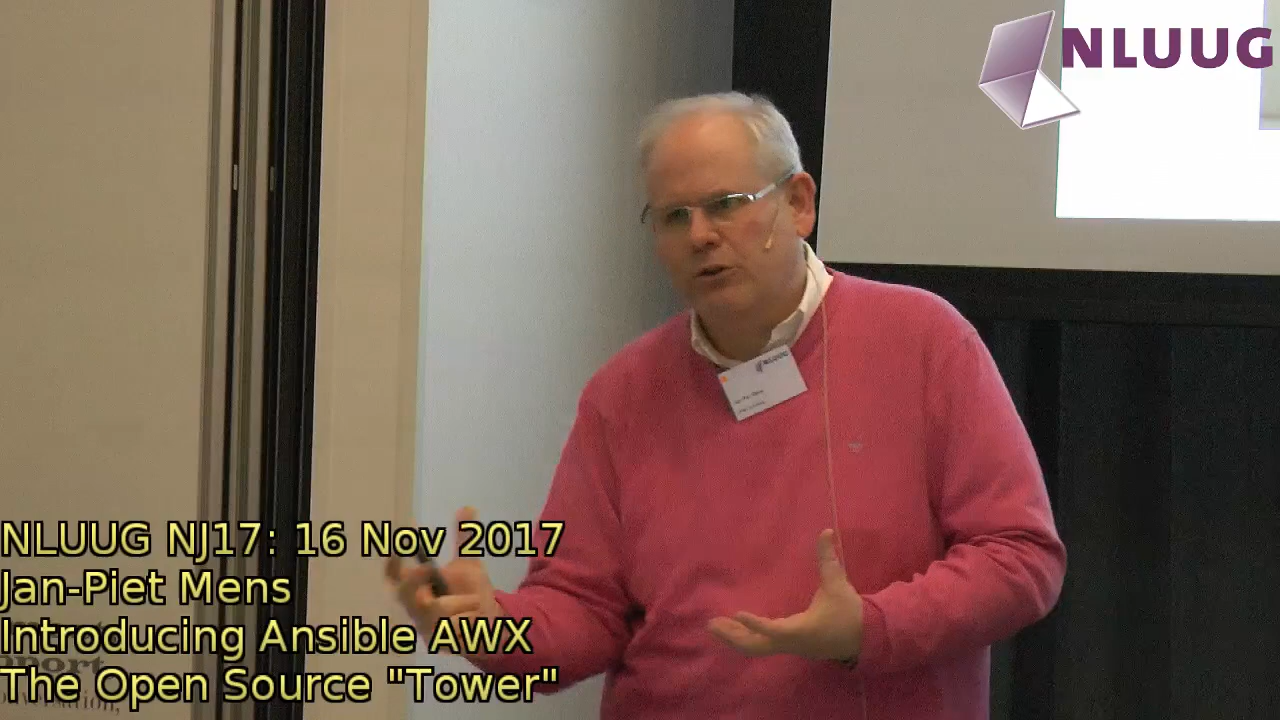 NLUUG
NLUUG NJ17: 16 Nov 2017
Jan-Piet Mens
Introducing Ansible AWX
The Open Source "Tower"